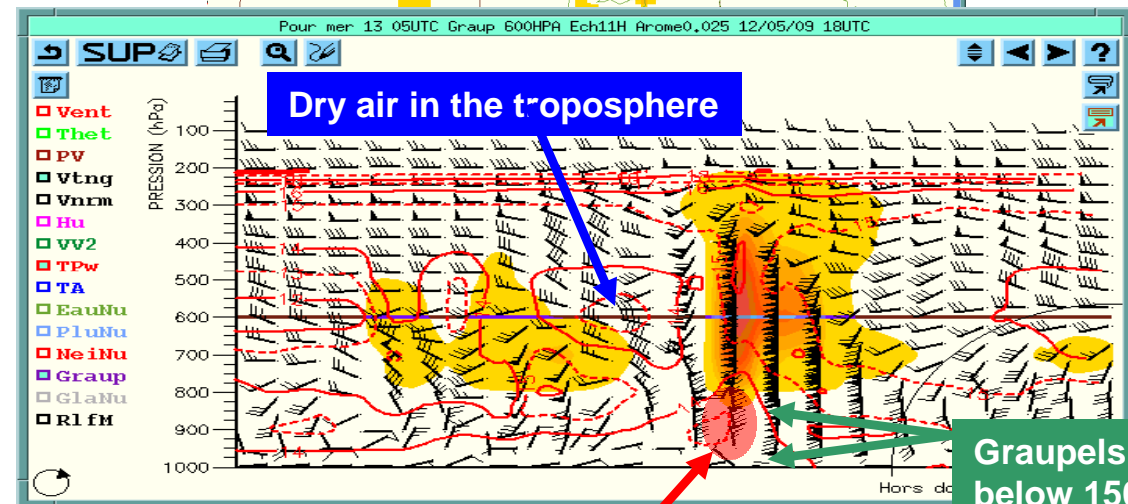 Pour mer 13 05UTC Graup 600HPA Ech11H Arome0.025 12/05/09 18UTC
SUP
?
Dry air in the troposphere
Vent
Thet
PV
Vtng
Vnrm
Hu
VV2
TPw
TA
EauNu
PluNu
NeiNu
Graup
GlaNu
RlfM
PRESSION (hPa)
100
200
300
400
500
600
700
800
900
1000
Graupels
below 150
Hors do